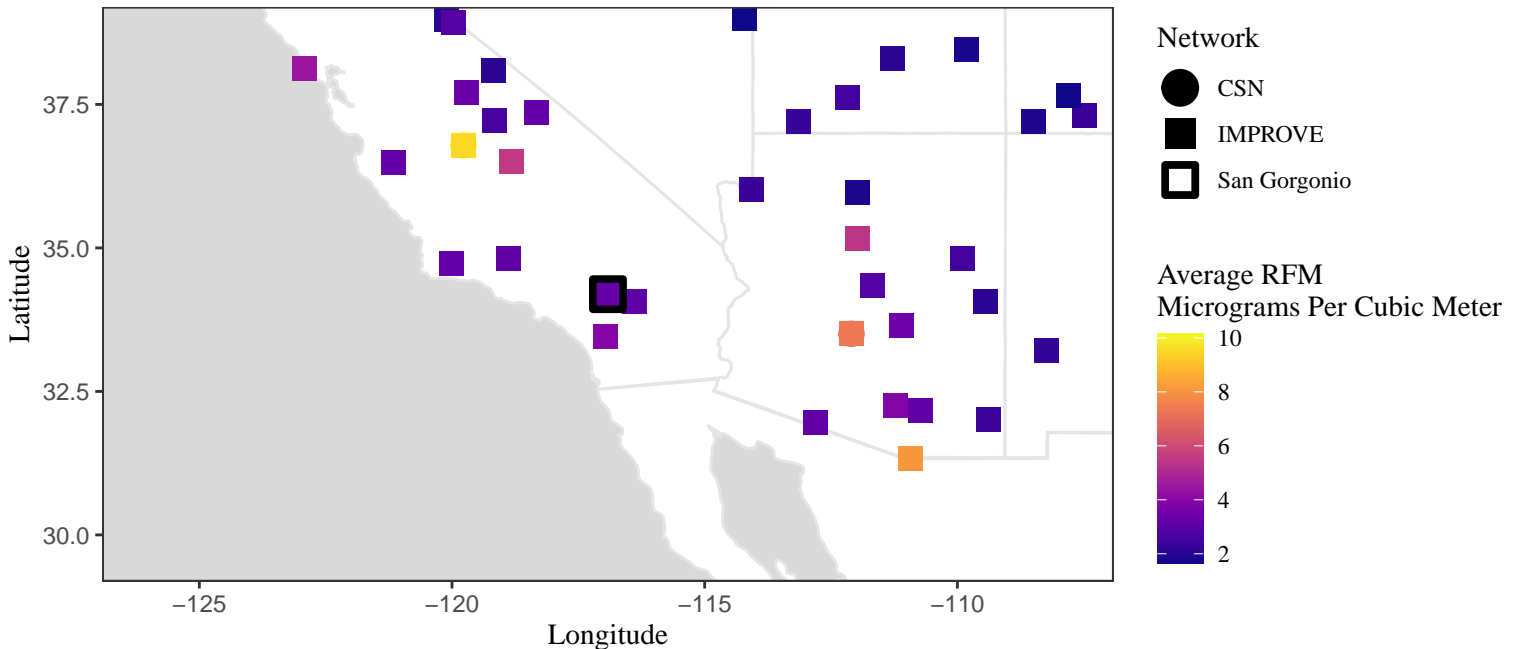 37.5
35.0
32.5
30.0
Latitude
−125
−120
−115
−110
Longitude
Network
CSN
IMPROVE
San Gorgonio
Average RFM
Micrograms Per Cubic Meter
10
8
6
4
2